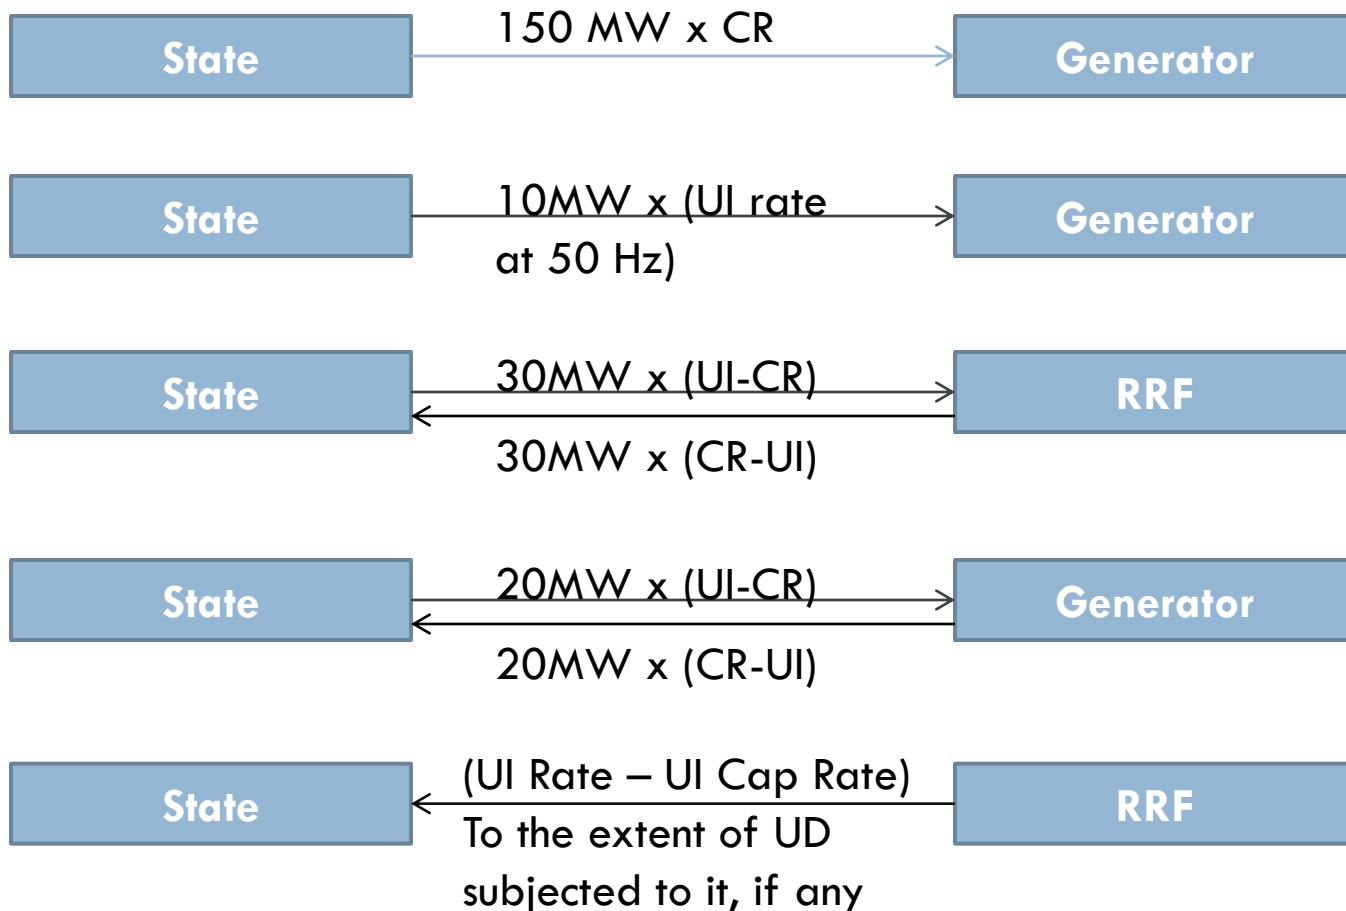 150 MW x CR
State
Generator
10MW x (UI rate
at 50 Hz)
State
Generator
30MW x (UI-CR)
State
RRF
30MW x (CR-UI)
20MW x (UI-CR)
State
Generator
20MW x (CR-UI)
(UI Rate – UI Cap Rate)
State
RRF
To the extent of UD
subjected to it, if any